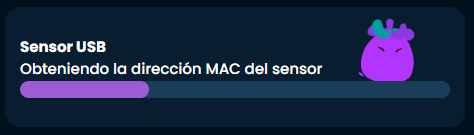 Sensor USB
Obteniendo la dirección MAC del sensor